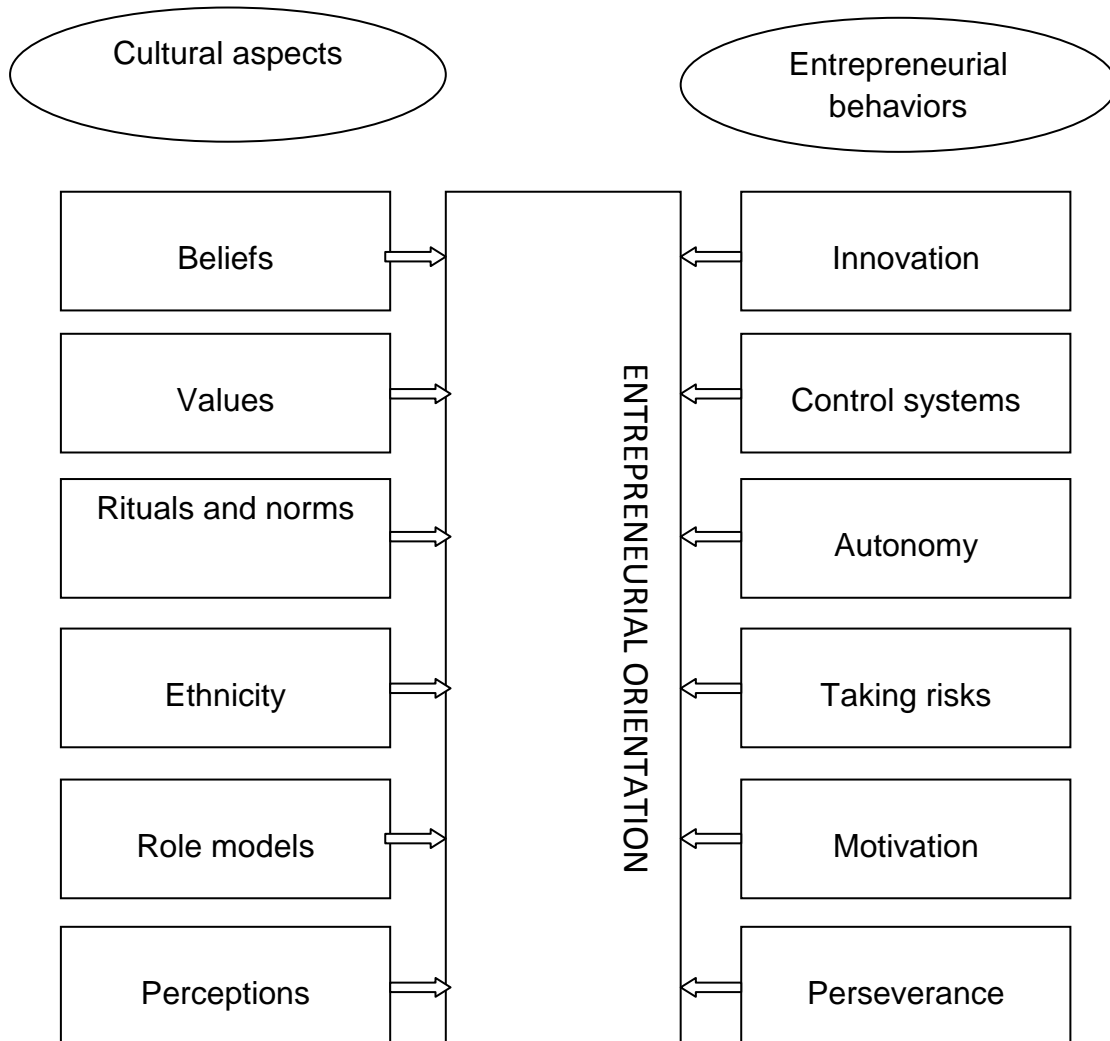 Cultural aspects
Entrepreneurial
behaviors
Beliefs
Values
Rituals and norms
Ethnicity
Role models
Perceptions
ENTREPRENEURIAL ORIENTATION
Innovation
Control systems
Autonomy
Taking risks
Motivation
Perseverance